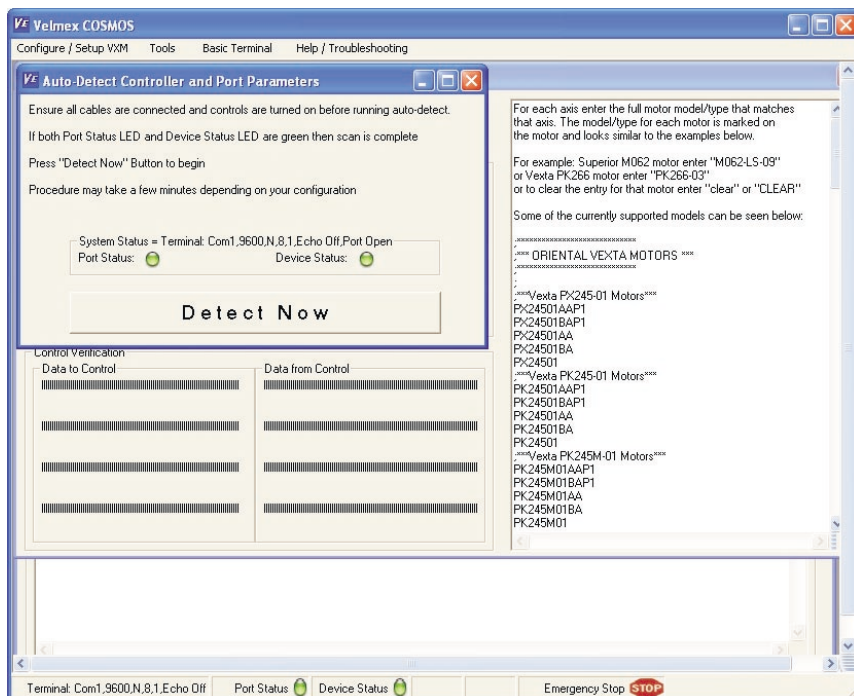 Velmex COSMOS
Configure / Setup VXM Tools Basic Terminal Help / Troubleshooting
Auto-Detect Controller and Port Parameters
Ensure all cables are connected and controls are turned on before running auto-detect.
If both Port Status LED and Device Status LED are green then scan is complete
Press "Detect Now" Button to begin
Procedure may take a few minutes depending on your configuration
System Status = Terminal: Com1,9600,N,8,1,Echo Off,Port Open
Port Status: Device Status:
Detect Now
Control Verification
Data to Control Data from Control
For each axis enter the full motor model/type that matches
that axis. The model/type for each motor is marked on
the motor and looks similar to the examples below.
For example: Superior M062 motor enter "M062-LS-09"
or Vexta PK266 motor enter "PK266-03"
or to clear the entry for that motor enter "clear" or "CLEAR"
Some of the currently supported models can be seen below:
;*****************************
;*** ORIENTAL VEXTA MOTORS ***
;*****************************
;
;***Vexta PX245-01 Motors***
PX24501AAP1
PX24501BAP1
PX24501AA
PX24501BA
PX24501
;***Vexta PK245-01 Motors***
PK24501AAP1
PK24501BAP1
PK24501AA
PK24501BA
PK24501
;***Vexta PK245M-01 Motors***
PK245M01AAP1
PK245M01BAP1
PK245M01AA
PK245M01BA
PK245M01
Terminal: Com1,9600,N,8,1,Echo Off Port Status Device Status Emergency Stop STOP